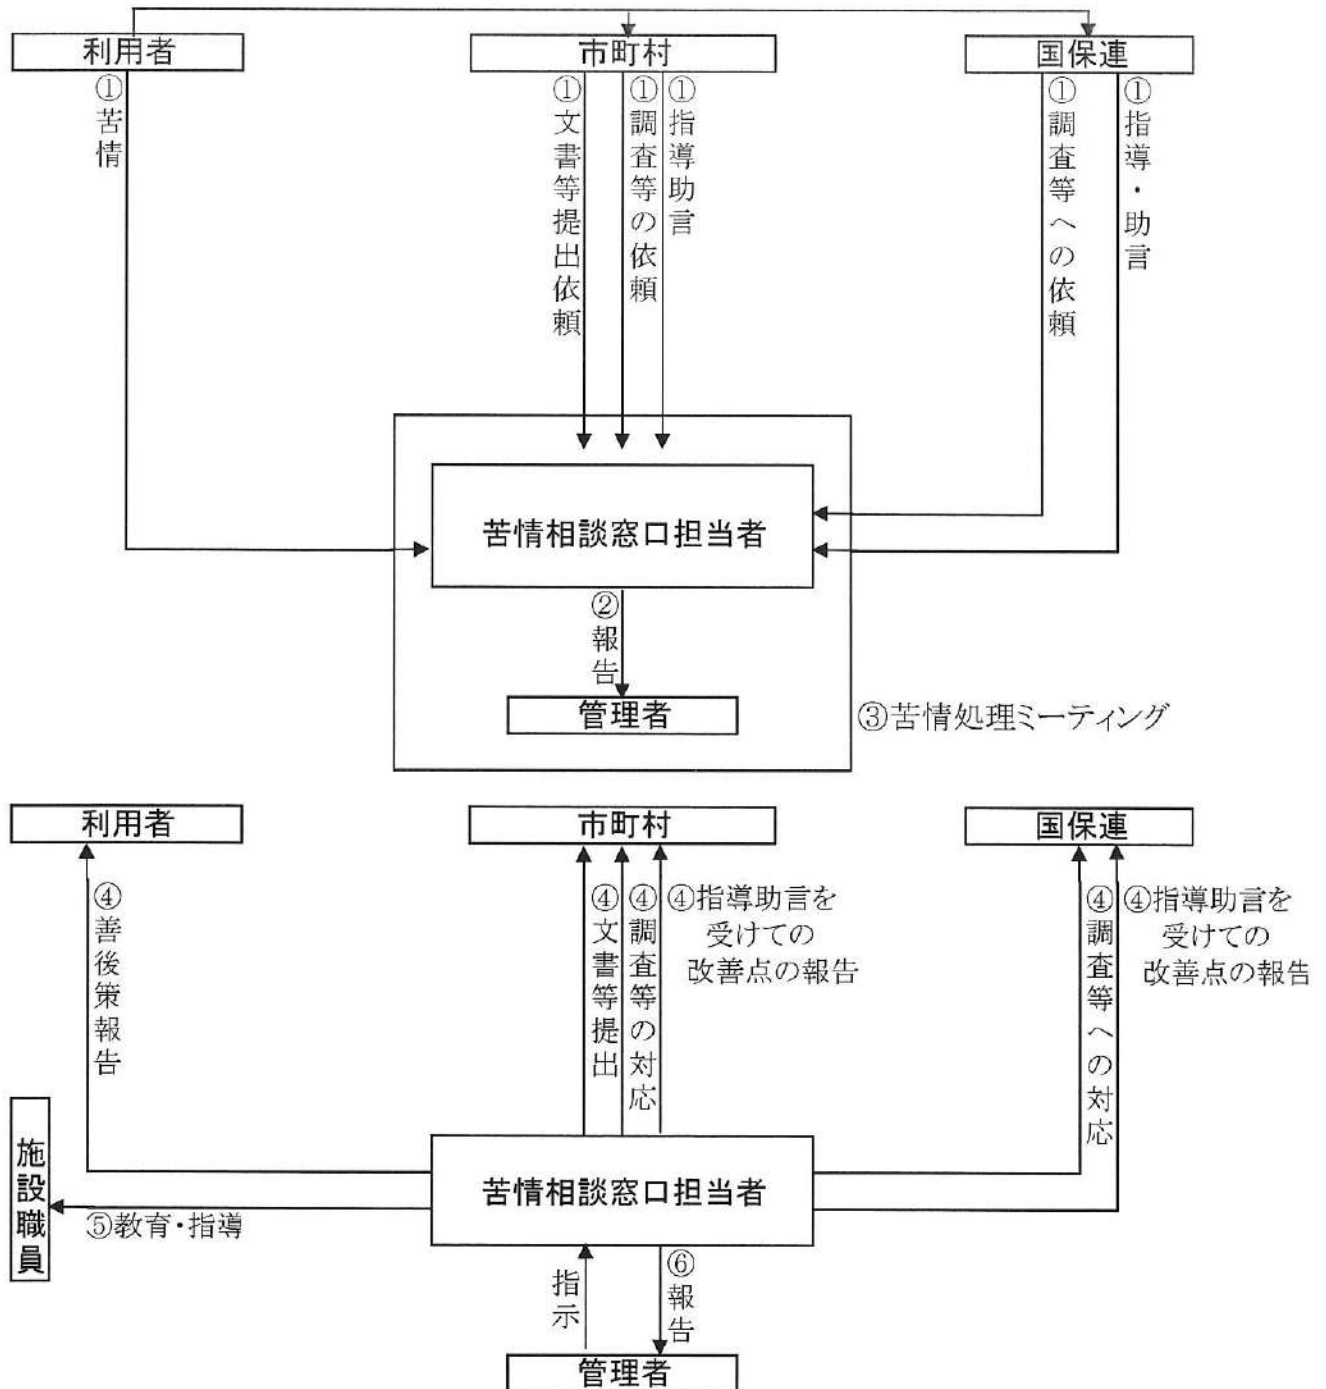 利用者
市町村
国保連
①苦情
①文書等提出依頼
①調査等の依頼
①指導助言
①調査等への依頼
①指導・助言
苦情相談窓口担当者
②報告
管理者
③苦情処理ミーティング
利用者
市町村
国保連
④善後策報告
④文書等提出
④調査等の対応
④指導助言を
受けての
改善点の報告
④調査等への対応
④指導助言を
受けての
改善点の報告
施設職員
苦情相談窓口担当者
⑤教育・指導
指示
⑥報告
管理者